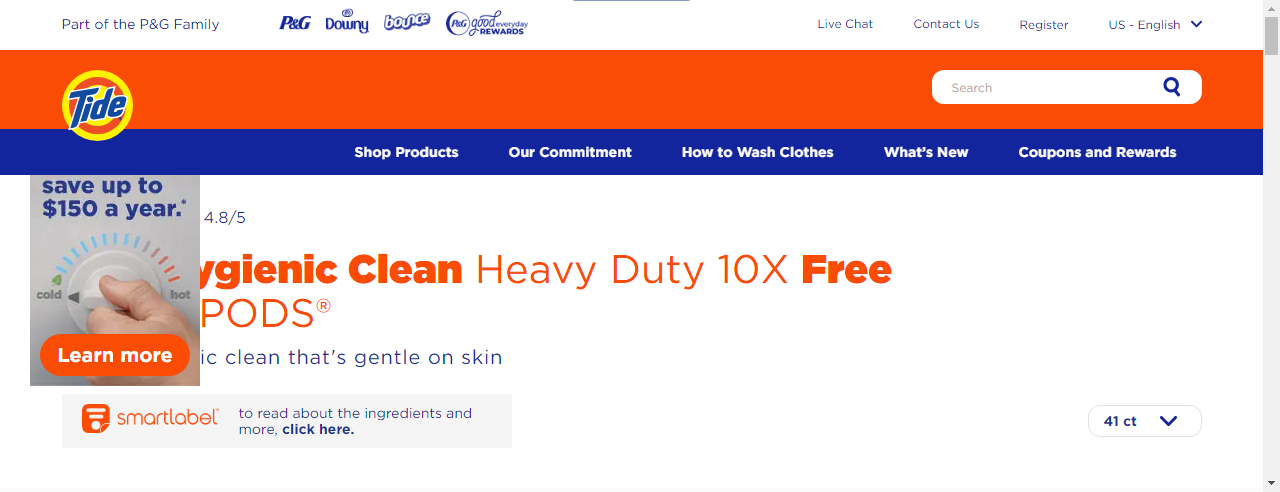 Part of the P&G Family
P&G
Downy
bounce
P&G good everyday REWARDS
Live Chat
Contact Us
Register
US - English
Tide
Search
Shop Products
Our Commitment
How to Wash Clothes
What's New
Coupons and Rewards
save up to
$150 a year.*
cold
hot
Learn more
4.8/5
ygienic Clean Heavy Duty 10X Free
PODS®
ic clean that's gentle on skin
smartlabel™
to read about the ingredients and
more, click here.
41 ct